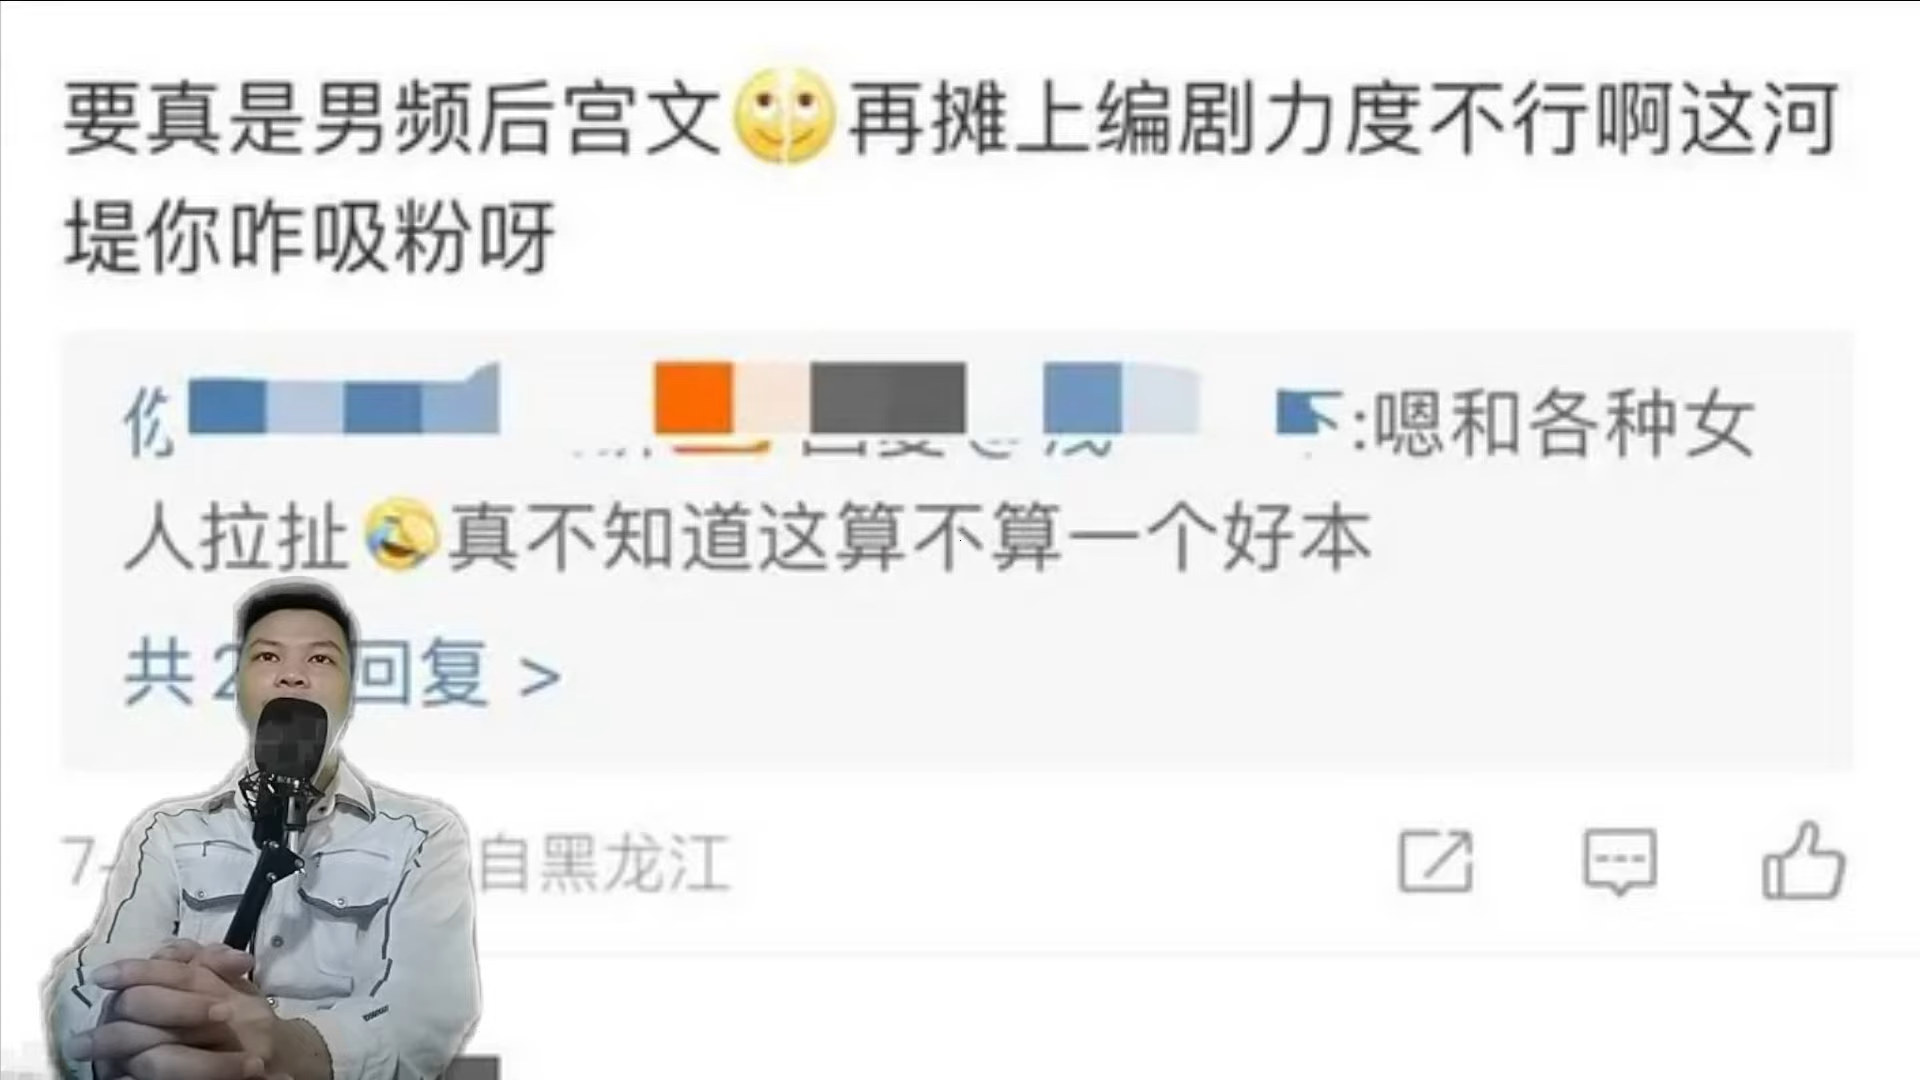 要真是男频后宫文再摊上编剧力度不行啊这河
堤你咋吸粉呀
:嗯和各种女
人拉扯真不知道这算不算一个好本
共2 回复 >
7- 自黑龙江